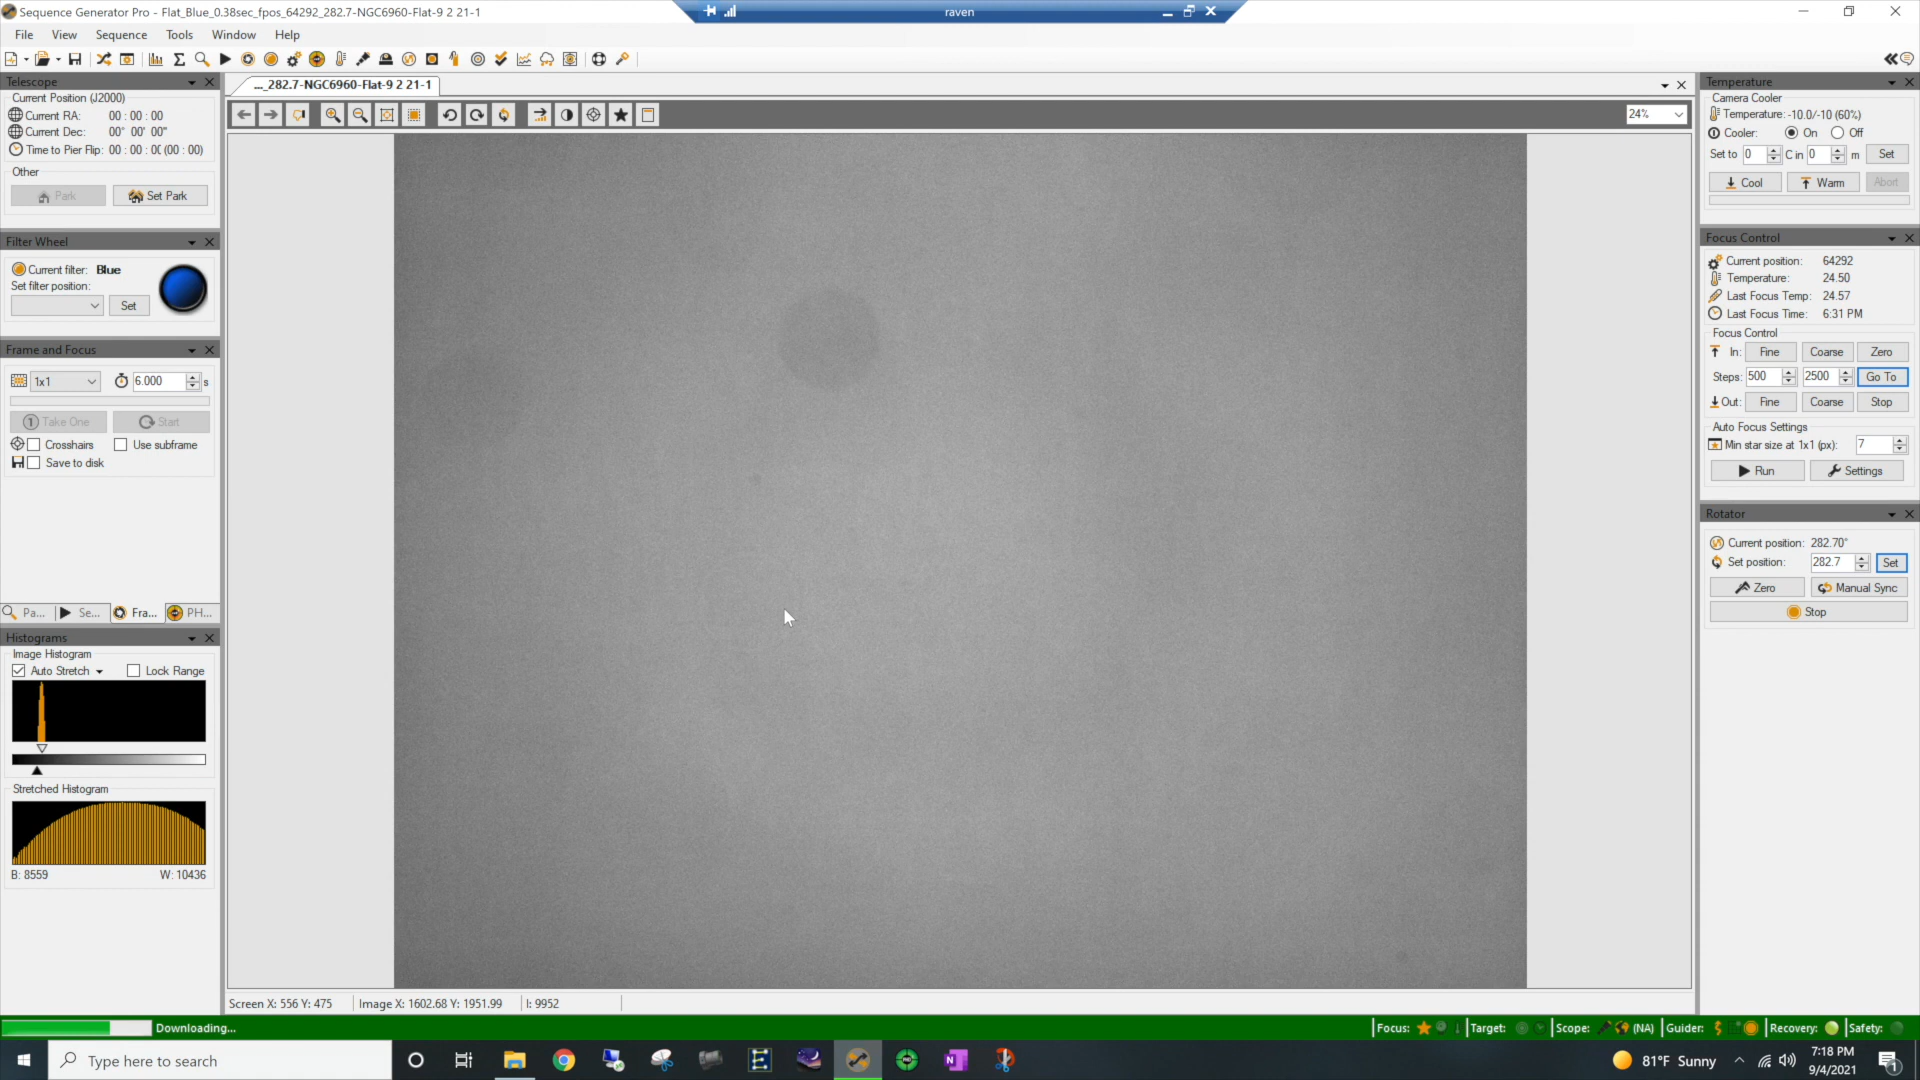 Sequence Generator Pro - Flat_Blue_0.38sec_fpos_64292_282.7-NGC6960-Flat-9 2 21-1
raven
File View Sequence Tools Window Help
Telescope
Current Position (J2000)
Current RA: 00 : 00 : 00
Current Dec: 00° 00' 00"
Time to Pier Flip: 00 : 00 : 0( (00 : 00)
Other
Park Set Park
Filter Wheel
Current filter: Blue
Set filter position:
Set
Frame and Focus
1x1 6.000 s
Take One Start
Crosshairs Use subframe
Save to disk
Pa... Se... Fra... PH...
Histograms
Image Histogram
Auto Stretch Lock Range
Stretched Histogram
B: 8559 W: 10436
..._282.7-NGC6960-Flat-9 2 21-1
24%
Screen X: 556 Y: 475 Image X: 1602.68 Y: 1951.99 I: 9952
Temperature
Camera Cooler
Temperature: -10.0/-10 (60%)
Cooler: On Off
Set to 0 C in 0 m Set
Cool Warm Abort
Focus Control
Current position: 64292
Temperature: 24.50
Last Focus Temp: 24.57
Last Focus Time: 6:31 PM
Focus Control
In: Fine Coarse Zero
Steps: 500 2500 Go To
Out: Fine Coarse Stop
Auto Focus Settings
Min star size at 1x1 (px): 7
Run Settings
Rotator
Current position: 282.70°
Set position: 282.7 Set
Zero Manual Sync
Stop
Downloading...
Focus: Target: Scope: (NA) Guider: Recovery: Safety:
Type here to search
81°F Sunny
7:18 PM
9/4/2021
1